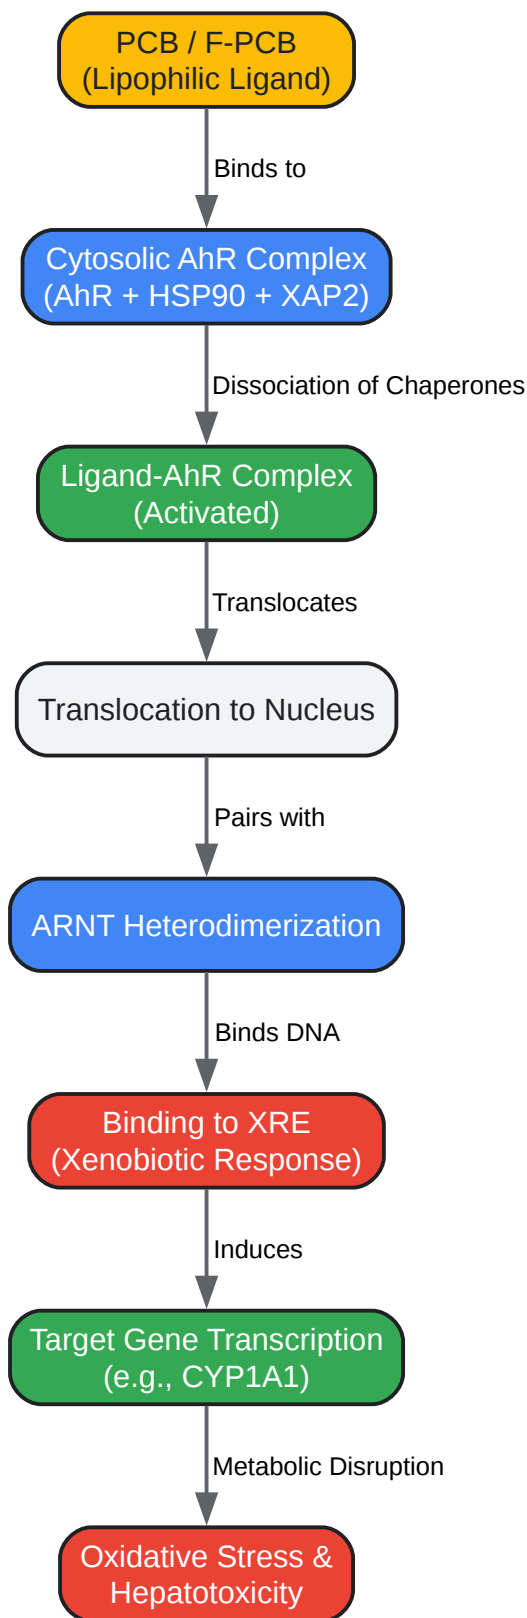 PCB / F-PCB
(Lipophilic Ligand)
Binds to
Cytosolic AhR Complex
(AhR + HSP90 + XAP2)
Dissociation of Chaperones
Ligand-AhR Complex
(Activated)
Translocates
Translocation to Nucleus
Pairs with
ARNT Heterodimerization
Binds DNA
Binding to XRE
(Xenobiotic Response)
Induces
Target Gene Transcription
(e.g., CYP1A1)
Metabolic Disruption
Oxidative Stress &
Hepatotoxicity